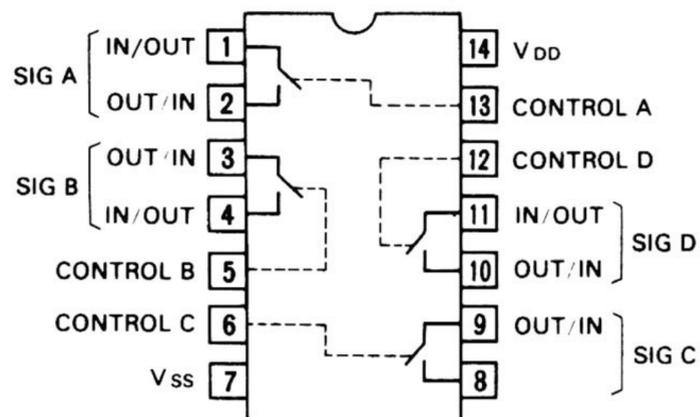 SIG A
IN/OUT 1
OUT/IN 2
SIG B
OUT/IN 3
IN/OUT 4
CONTROL B 5
CONTROL C 6
VSS 7
14 VDD
13 CONTROL A
12 CONTROL D
11 IN/OUT
10 OUT/IN
SIG D
9 OUT/IN
8
SIG C